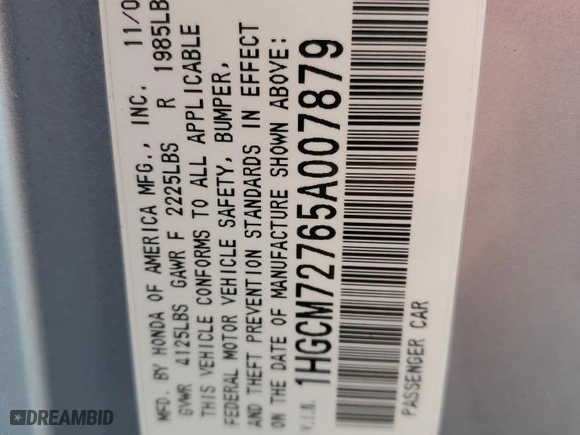 MFD. BY HONDA OF AMERICA MFG., INC. 11/0
GVWR 4125LBS GAWR F 2225LBS R 1985LB
THIS VEHICLE CONFORMS TO ALL APPLICABLE
FEDERAL MOTOR VEHICLE SAFETY, BUMPER,
AND THEFT PREVENTION STANDARDS IN EFFECT
ON THE DATE OF MANUFACTURE SHOWN ABOVE:
V.I.N. 1HGCM72765A007879
PASSENGER CAR
DREAMBID